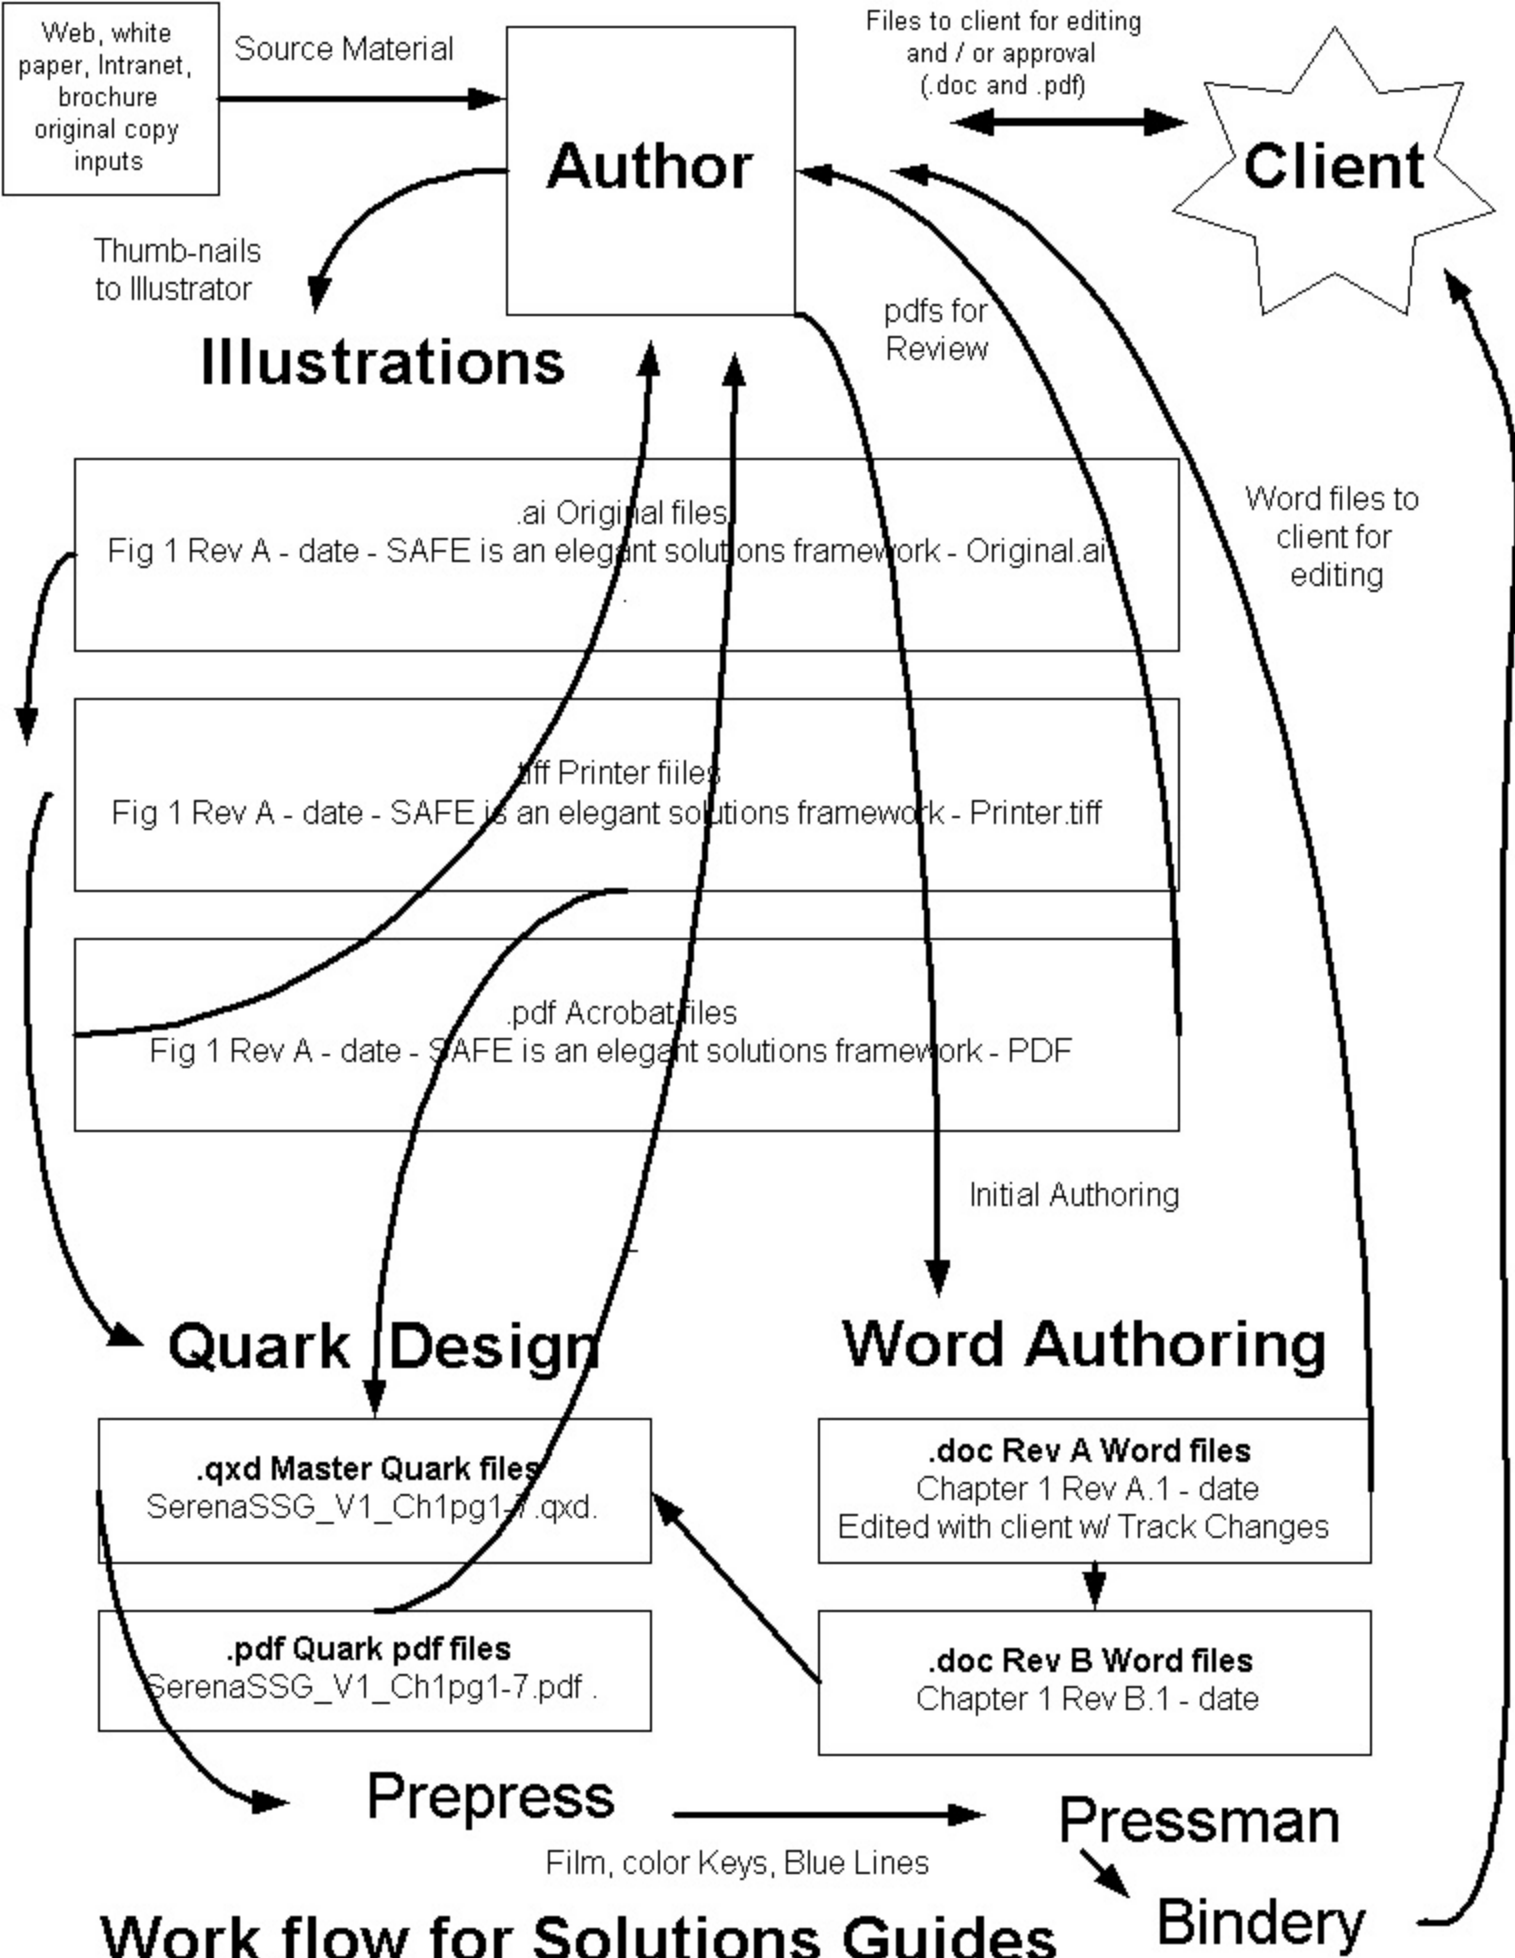 Web, white
paper, Intranet,
brochure
original copy
inputs
Source Material
Author
Files to client for editing
and / or approval
(.doc and .pdf)
Client
Thumb-nails
to Illustrator
Illustrations
pdfs for
Review
.ai Original files
Fig 1 Rev A - date - SAFE is an elegant solutions framework - Original.ai
Word files to
client for
editing
.tiff Printer fiiles
Fig 1 Rev A - date - SAFE is an elegant solutions framework - Printer.tiff
.pdf Acrobat files
Fig 1 Rev A - date - SAFE is an elegant solutions framework - PDF
Initial Authoring
Quark Design
Word Authoring
.qxd Master Quark files
SerenaSSG_V1_Ch1pg1-7.qxd.
.doc Rev A Word files
Chapter 1 Rev A.1 - date
Edited with client w/ Track Changes
.pdf Quark pdf files
SerenaSSG_V1_Ch1pg1-7.pdf .
.doc Rev B Word files
Chapter 1 Rev B.1 - date
Prepress
Pressman
Film, color Keys, Blue Lines
Bindery
Work flow for Solutions Guides